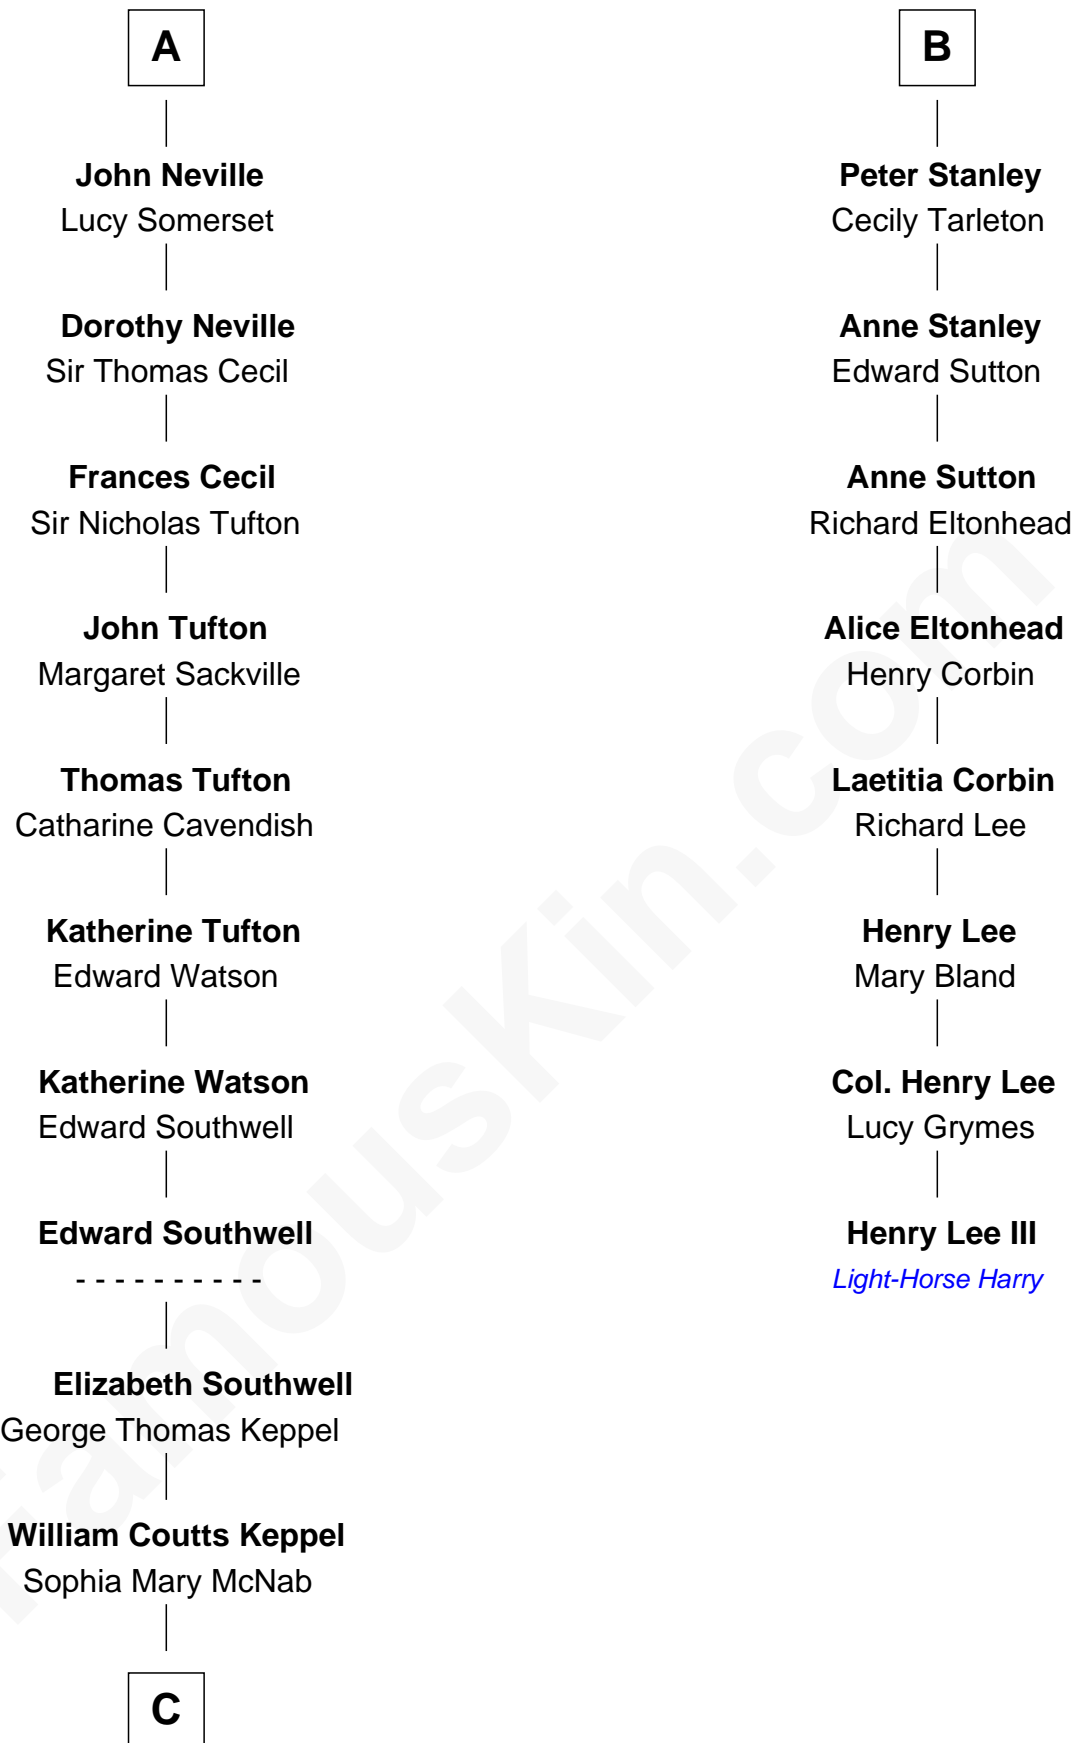 A
John Neville
Lucy Somerset
Dorothy Neville
Sir Thomas Cecil
Frances Cecil
Sir Nicholas Tufton
John Tufton
Margaret Sackville
Thomas Tufton
Catharine Cavendish
Katherine Tufton
Edward Watson
Katherine Watson
Edward Southwell
Edward Southwell
- - - - - - - - - -
Elizabeth Southwell
George Thomas Keppel
William Coutts Keppel
Sophia Mary McNab
C
B
Peter Stanley
Cecily Tarleton
Anne Stanley
Edward Sutton
Anne Sutton
Richard Eltonhead
Alice Eltonhead
Henry Corbin
Laetitia Corbin
Richard Lee
Henry Lee
Mary Bland
Col. Henry Lee
Lucy Grymes
Henry Lee III
Light-Horse Harry
FamousKin.com